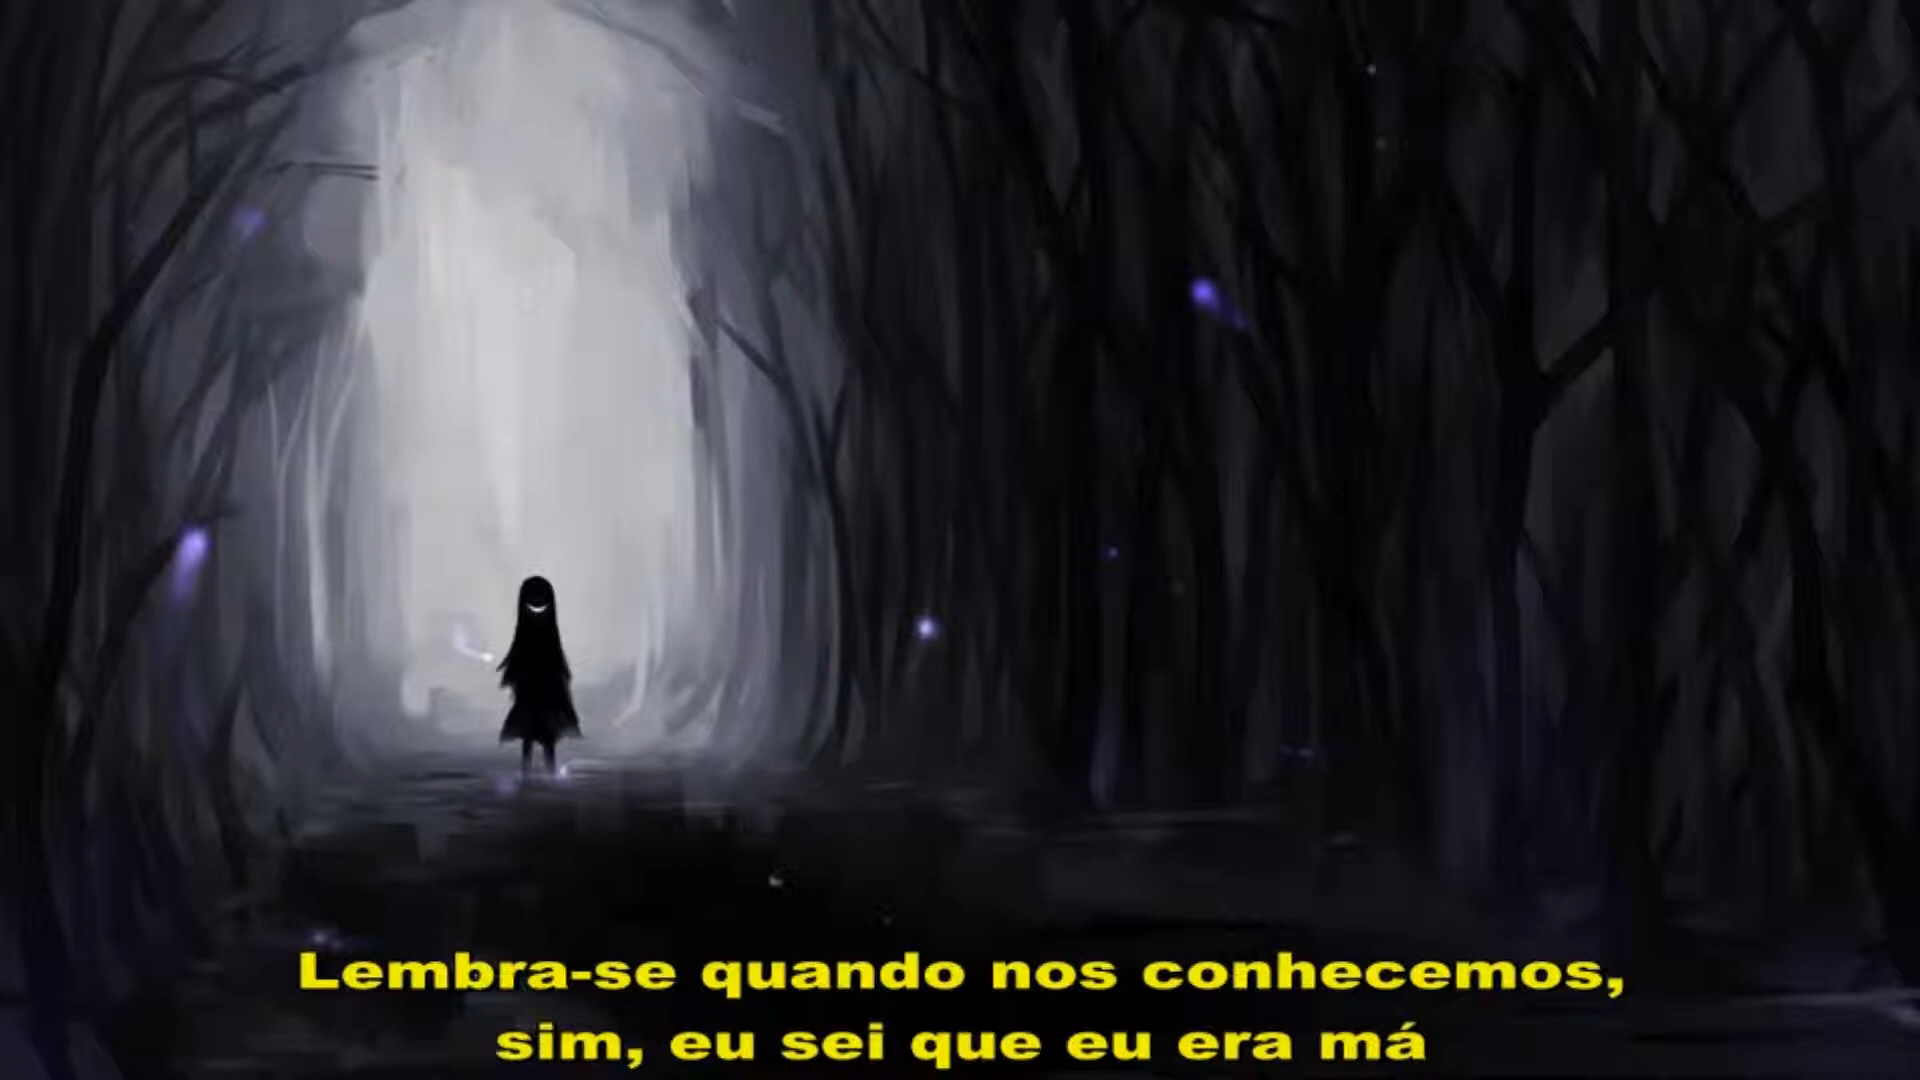 Lembra-se quando nos conhecemos,
sim, eu sei que eu era má